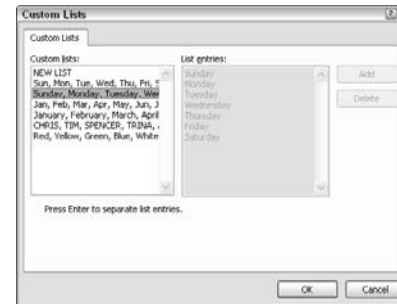 Custom Lists
Custom Lists
Custom lists:
NEW LIST
Sun, Mon, Tue, Wed, Thu, Fri, S
Sunday, Monday, Tuesday, Wed
Jan, Feb, Mar, Apr, May, Jun, J
January, February, March, April
CHRIS, TIM, SPENCER, TRINA, .
Red, Yellow, Green, Blue, White
List entries:
Sunday
Monday
Tuesday
Wednesday
Thursday
Friday
Saturday
Add
Delete
Press Enter to separate list entries.
OK
Cancel